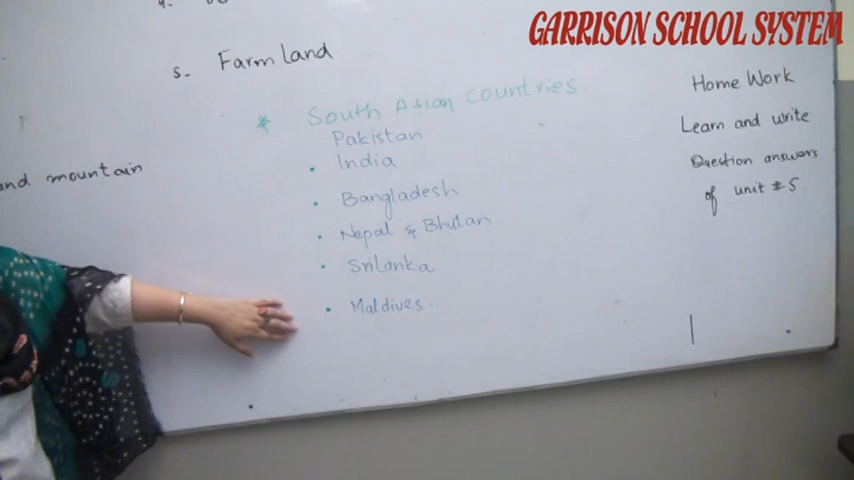 GARRISON SCHOOL SYSTEM
5. Farm land
and mountain
* South Asian countries
Pakistan
• India
• Bangladesh
• Nepal & Bhutan
• Srilanka
• Maldives.
Home Work
Learn and write
Question answers
of unit # 5